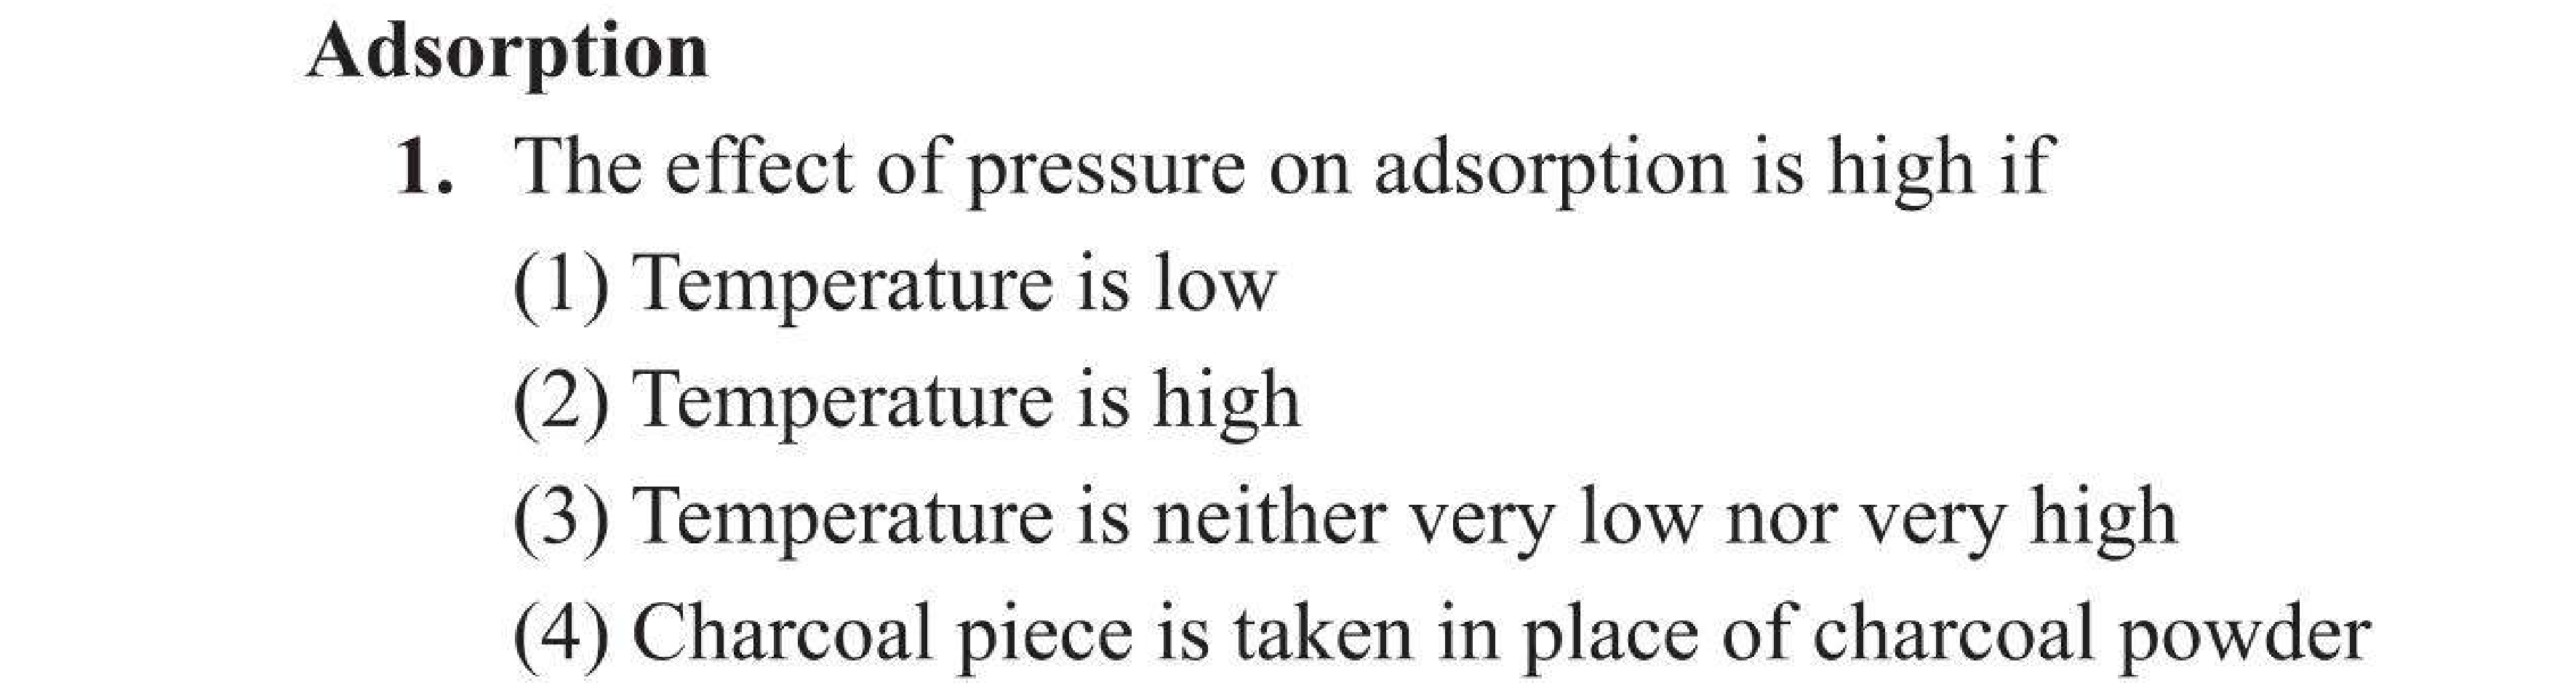 Adsorption
1. The effect of pressure on adsorption is high if
(1) Temperature is low
(2) Temperature is high
(3) Temperature is neither very low nor very high
(4) Charcoal piece is taken in place of charcoal powder